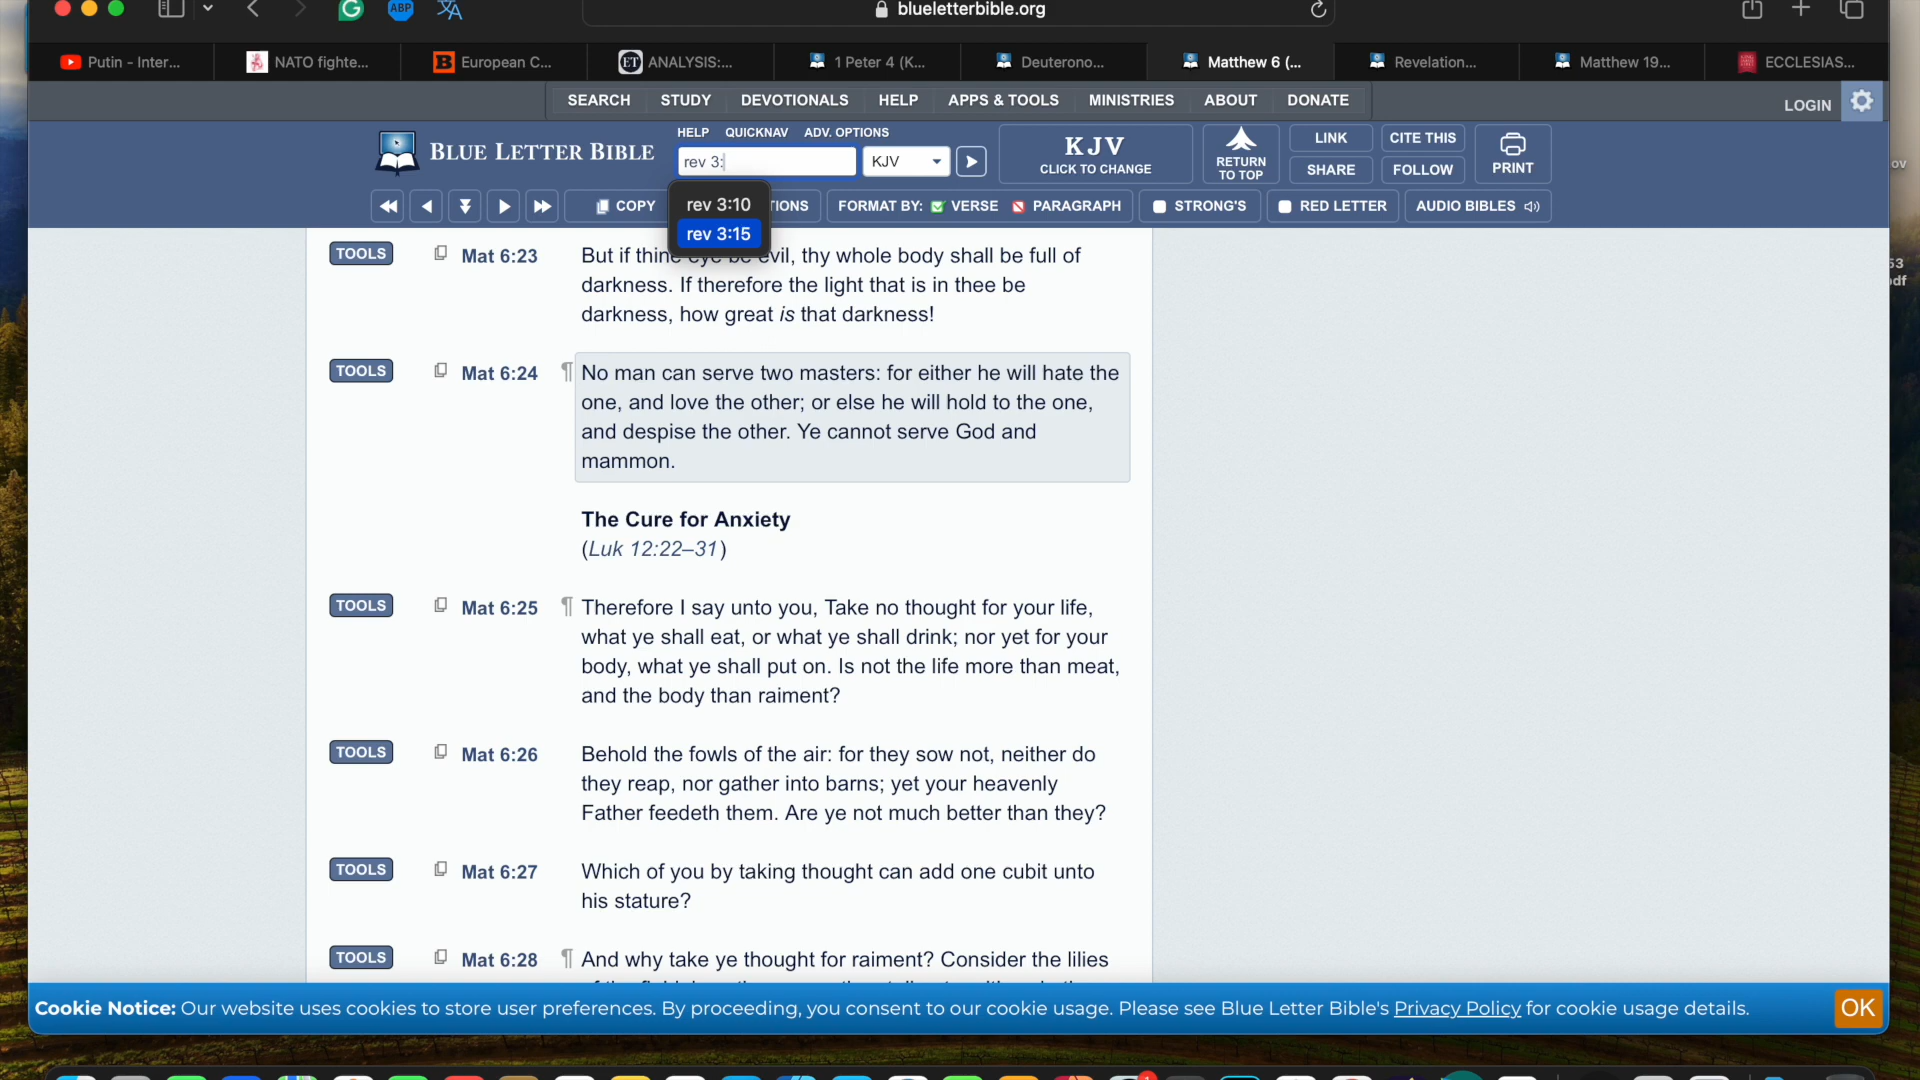 blueletterbible.org
Putin - Inter...
NATO fighte...
European C...
ANALYSIS:...
1 Peter 4 (K...
Deuterono...
Matthew 6 (...
Revelation...
Matthew 19...
ECCLESIAS...
SEARCH STUDY DEVOTIONALS HELP APPS & TOOLS MINISTRIES ABOUT DONATE
LOGIN
BLUE LETTER BIBLE
HELP QUICKNAV ADV. OPTIONS
rev 3:
KJV
KJV
CLICK TO CHANGE
RETURN
TO TOP
LINK
CITE THIS
SHARE
FOLLOW
PRINT
rev 3:10
rev 3:15
COPY
TIONS
FORMAT BY: VERSE PARAGRAPH
STRONG'S
RED LETTER
AUDIO BIBLES
TOOLS
Mat 6:23
But if thine eye be evil, thy whole body shall be full of
darkness. If therefore the light that is in thee be
darkness, how great is that darkness!
TOOLS
Mat 6:24
¶ No man can serve two masters: for either he will hate the
one, and love the other; or else he will hold to the one,
and despise the other. Ye cannot serve God and
mammon.
The Cure for Anxiety
(Luk 12:22–31)
TOOLS
Mat 6:25
¶ Therefore I say unto you, Take no thought for your life,
what ye shall eat, or what ye shall drink; nor yet for your
body, what ye shall put on. Is not the life more than meat,
and the body than raiment?
TOOLS
Mat 6:26
Behold the fowls of the air: for they sow not, neither do
they reap, nor gather into barns; yet your heavenly
Father feedeth them. Are ye not much better than they?
TOOLS
Mat 6:27
Which of you by taking thought can add one cubit unto
his stature?
TOOLS
Mat 6:28
¶ And why take ye thought for raiment? Consider the lilies
Cookie Notice: Our website uses cookies to store user preferences. By proceeding, you consent to our cookie usage. Please see Blue Letter Bible's Privacy Policy for cookie usage details.
OK